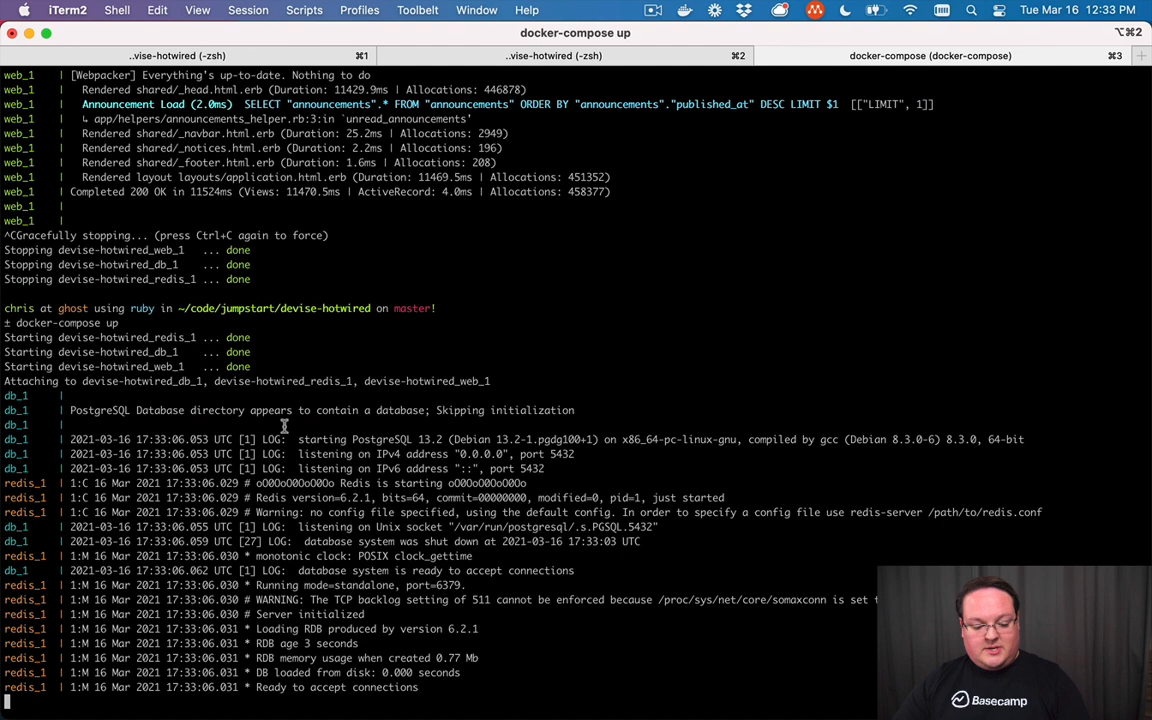 iTerm2 Shell Edit View Session Scripts Profiles Toolbelt Window Help Tue Mar 16 12:33 PM
docker-compose up ⌥⌘2
..vise-hotwired (-zsh) ⌘1 ..vise-hotwired (-zsh) ⌘2 docker-compose (docker-compose) ⌘3
web_1 | [Webpacker] Everything's up-to-date. Nothing to do
web_1 | Rendered shared/_head.html.erb (Duration: 11429.9ms | Allocations: 446878)
web_1 | Announcement Load (2.0ms) SELECT "announcements".* FROM "announcements" ORDER BY "announcements"."published_at" DESC LIMIT $1 [["LIMIT", 1]]
web_1 | ↳ app/helpers/announcements_helper.rb:3:in `unread_announcements'
web_1 | Rendered shared/_navbar.html.erb (Duration: 25.2ms | Allocations: 2949)
web_1 | Rendered shared/_notices.html.erb (Duration: 2.2ms | Allocations: 196)
web_1 | Rendered shared/_footer.html.erb (Duration: 1.6ms | Allocations: 208)
web_1 | Rendered layout layouts/application.html.erb (Duration: 11469.5ms | Allocations: 451352)
web_1 | Completed 200 OK in 11524ms (Views: 11470.5ms | ActiveRecord: 4.0ms | Allocations: 458377)
web_1 |
web_1 |
^CGracefully stopping... (press Ctrl+C again to force)
Stopping devise-hotwired_web_1 ... done
Stopping devise-hotwired_db_1 ... done
Stopping devise-hotwired_redis_1 ... done
chris at ghost using ruby in ~/code/jumpstart/devise-hotwired on master!
± docker-compose up
Starting devise-hotwired_redis_1 ... done
Starting devise-hotwired_db_1 ... done
Starting devise-hotwired_web_1 ... done
Attaching to devise-hotwired_db_1, devise-hotwired_redis_1, devise-hotwired_web_1
db_1 |
db_1 | PostgreSQL Database directory appears to contain a database; Skipping initialization
db_1 |
db_1 | 2021-03-16 17:33:06.053 UTC [1] LOG: starting PostgreSQL 13.2 (Debian 13.2-1.pgdg100+1) on x86_64-pc-linux-gnu, compiled by gcc (Debian 8.3.0-6) 8.3.0, 64-bit
db_1 | 2021-03-16 17:33:06.053 UTC [1] LOG: listening on IPv4 address "0.0.0.0", port 5432
db_1 | 2021-03-16 17:33:06.053 UTC [1] LOG: listening on IPv6 address "::", port 5432
redis_1 | 1:C 16 Mar 2021 17:33:06.029 # oO0OoO0OoO0Oo Redis is starting oO0OoO0OoO0Oo
redis_1 | 1:C 16 Mar 2021 17:33:06.029 # Redis version=6.2.1, bits=64, commit=00000000, modified=0, pid=1, just started
redis_1 | 1:C 16 Mar 2021 17:33:06.029 # Warning: no config file specified, using the default config. In order to specify a config file use redis-server /path/to/redis.conf
db_1 | 2021-03-16 17:33:06.055 UTC [1] LOG: listening on Unix socket "/var/run/postgresql/.s.PGSQL.5432"
db_1 | 2021-03-16 17:33:06.059 UTC [27] LOG: database system was shut down at 2021-03-16 17:33:03 UTC
redis_1 | 1:M 16 Mar 2021 17:33:06.030 * monotonic clock: POSIX clock_gettime
db_1 | 2021-03-16 17:33:06.062 UTC [1] LOG: database system is ready to accept connections
redis_1 | 1:M 16 Mar 2021 17:33:06.030 * Running mode=standalone, port=6379.
redis_1 | 1:M 16 Mar 2021 17:33:06.030 # WARNING: The TCP backlog setting of 511 cannot be enforced because /proc/sys/net/core/somaxconn is set t
redis_1 | 1:M 16 Mar 2021 17:33:06.030 # Server initialized
redis_1 | 1:M 16 Mar 2021 17:33:06.031 * Loading RDB produced by version 6.2.1
redis_1 | 1:M 16 Mar 2021 17:33:06.031 * RDB age 3 seconds
redis_1 | 1:M 16 Mar 2021 17:33:06.031 * RDB memory usage when created 0.77 Mb
redis_1 | 1:M 16 Mar 2021 17:33:06.031 * DB loaded from disk: 0.000 seconds
redis_1 | 1:M 16 Mar 2021 17:33:06.031 * Ready to accept connections
Basecamp